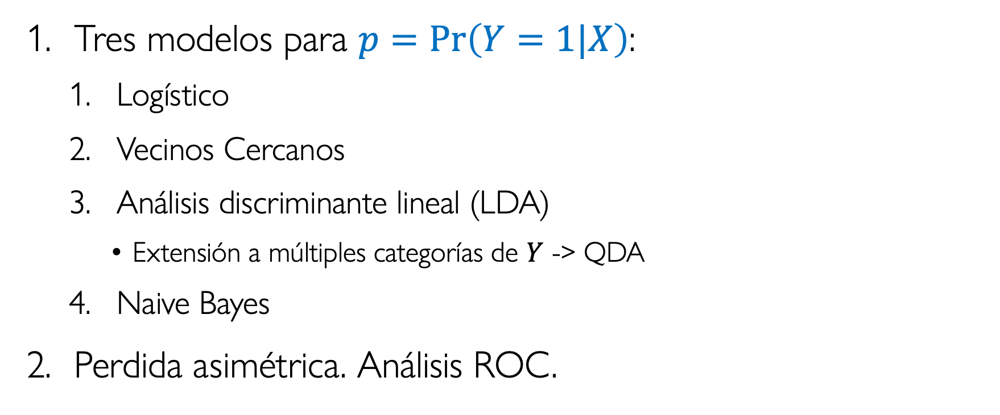 1. Tres modelos para p = Pr(Y = 1|X):
1. Logístico
2. Vecinos Cercanos
3. Análisis discriminante lineal (LDA)
• Extensión a múltiples categorías de Y -> QDA
4. Naive Bayes
2. Perdida asimétrica. Análisis ROC.